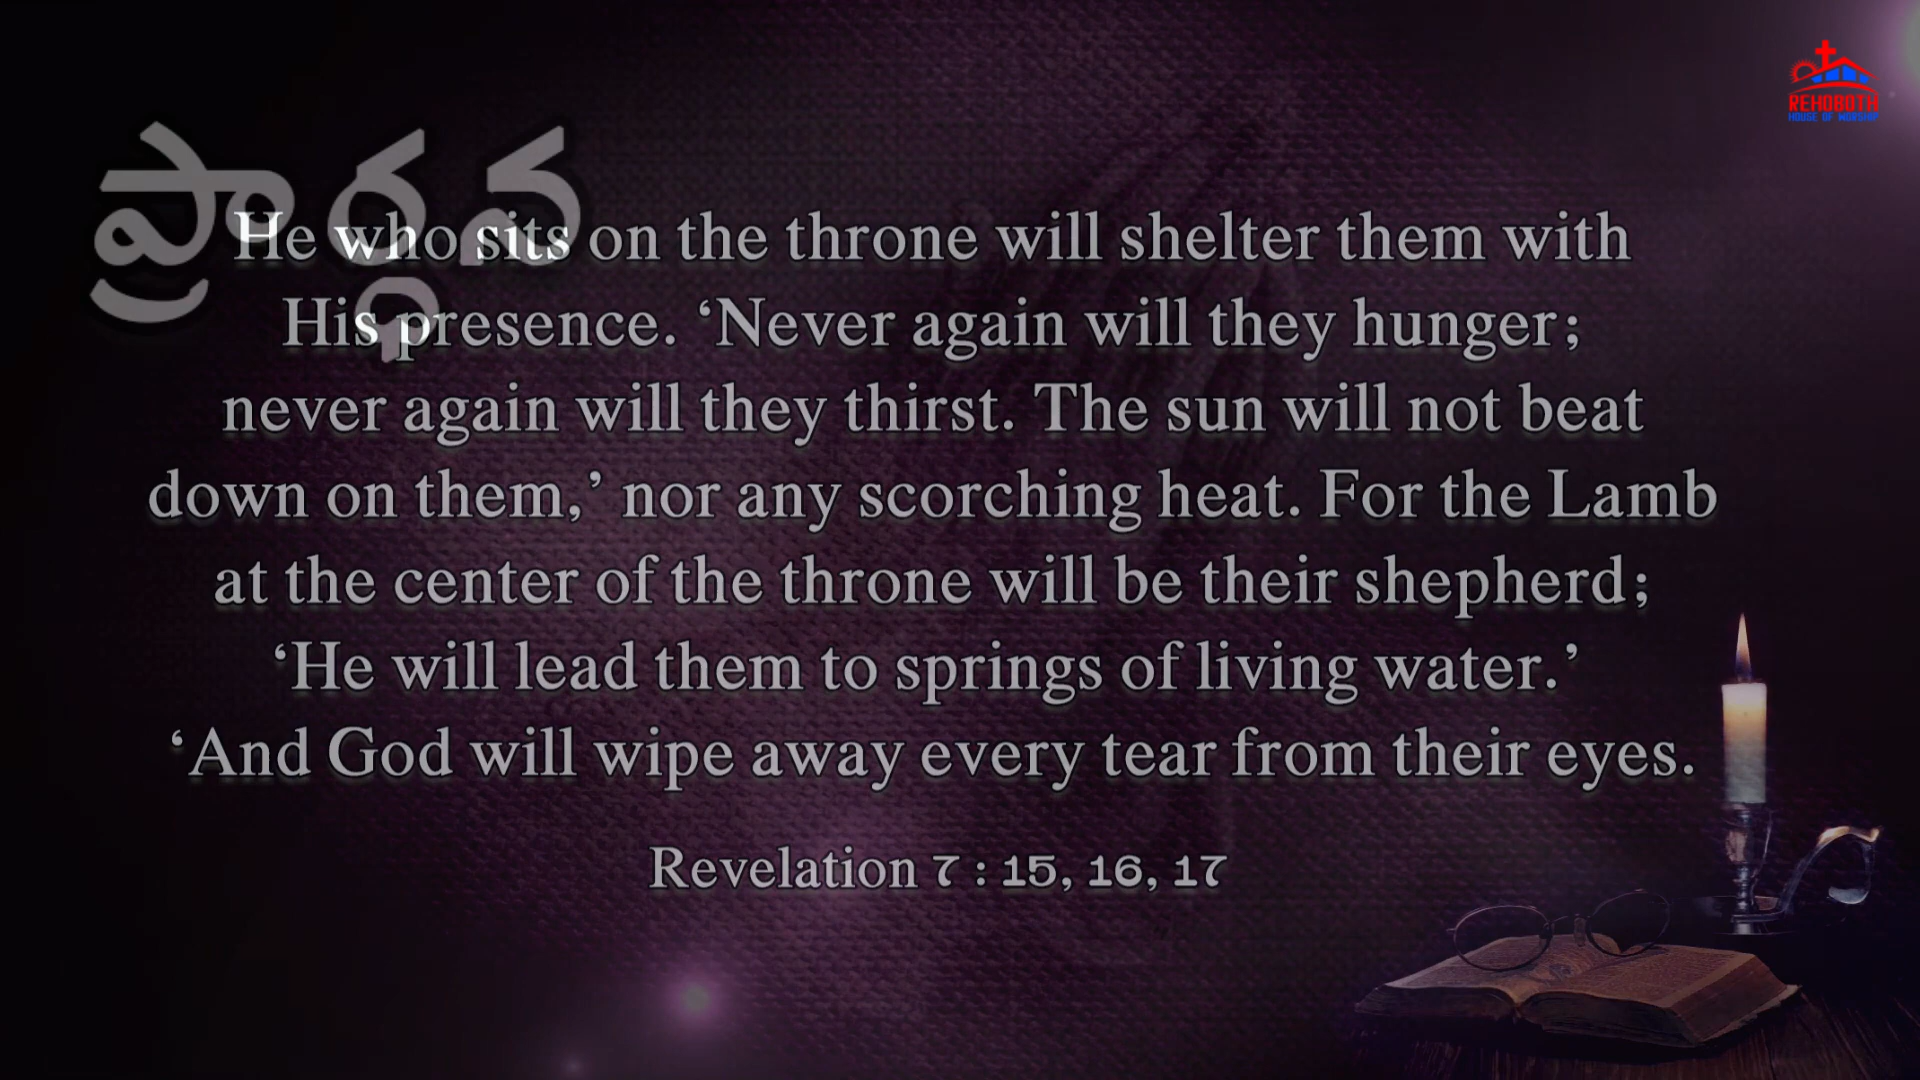 REHOBOTH
HOUSE OF WORSHIP
ప్రార్థన
He who sits on the throne will shelter them with
His presence. ‘Never again will they hunger;
never again will they thirst. The sun will not beat
down on them,’ nor any scorching heat. For the Lamb
at the center of the throne will be their shepherd;
‘He will lead them to springs of living water.’
‘And God will wipe away every tear from their eyes.
Revelation 7 : 15, 16, 17